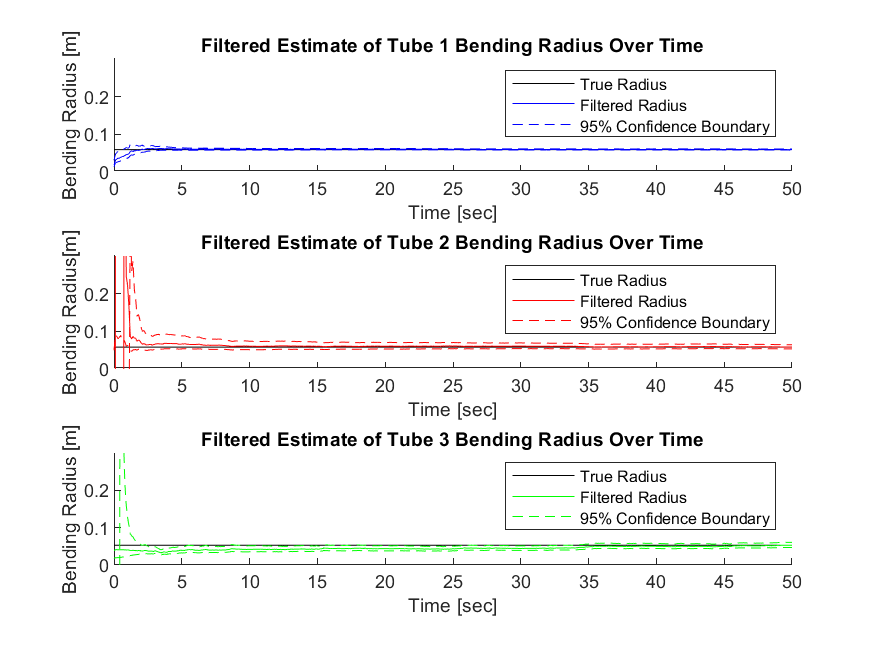 Filtered Estimate of Tube 1 Bending Radius Over Time
Bending Radius [m]
0.2
0.1
0
True Radius
Filtered Radius
95% Confidence Boundary
0 5 10 15 20 25 30 35 40 45 50
Time [sec]
Filtered Estimate of Tube 2 Bending Radius Over Time
Bending Radius[m]
0.2
0.1
0
True Radius
Filtered Radius
95% Confidence Boundary
0 5 10 15 20 25 30 35 40 45 50
Time [sec]
Filtered Estimate of Tube 3 Bending Radius Over Time
Bending Radius [m]
0.2
0.1
0
True Radius
Filtered Radius
95% Confidence Boundary
0 5 10 15 20 25 30 35 40 45 50
Time [sec]